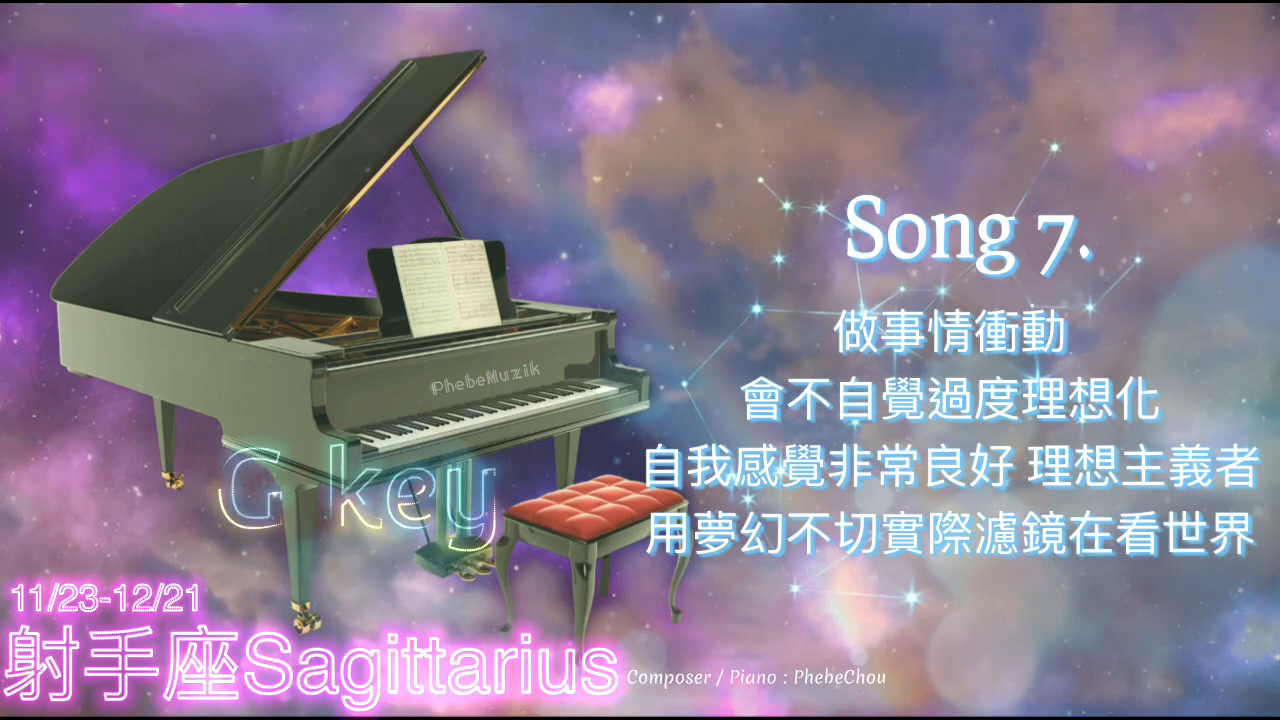 Song 7.
做事情衝動
會不自覺過度理想化
自我感覺非常良好 理想主義者
用夢幻不切實際濾鏡在看世界
PhebeMuzik
G key
11/23-12/21
射手座Sagittarius
Composer / Piano : PhebeChou